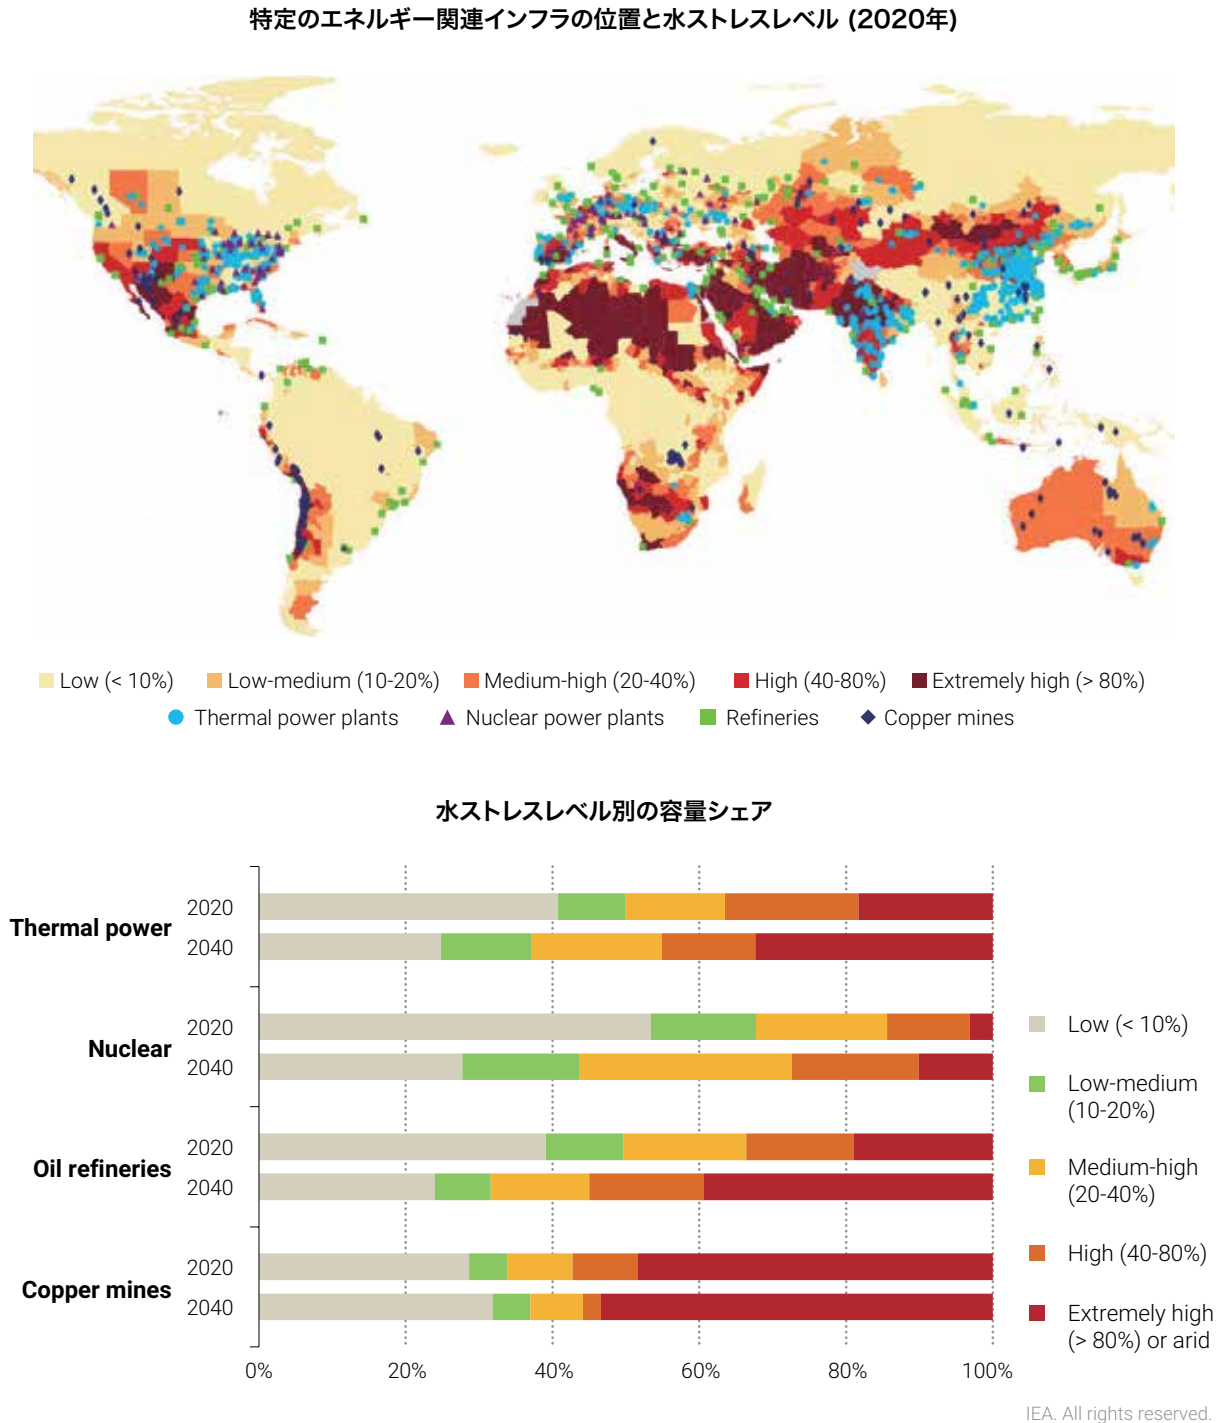 特定のエネルギー関連インフラの位置と水ストレスレベル (2020年)
Low (< 10%)
Low-medium (10-20%)
Medium-high (20-40%)
High (40-80%)
Extremely high (> 80%)
Thermal power plants
Nuclear power plants
Refineries
Copper mines
水ストレスレベル別の容量シェア
Thermal power
2020
2040
Nuclear
2020
2040
Oil refineries
2020
2040
Copper mines
2020
2040
0%
20%
40%
60%
80%
100%
Low (< 10%)
Low-medium
(10-20%)
Medium-high
(20-40%)
High (40-80%)
Extremely high
(> 80%) or arid
IEA. All rights reserved.